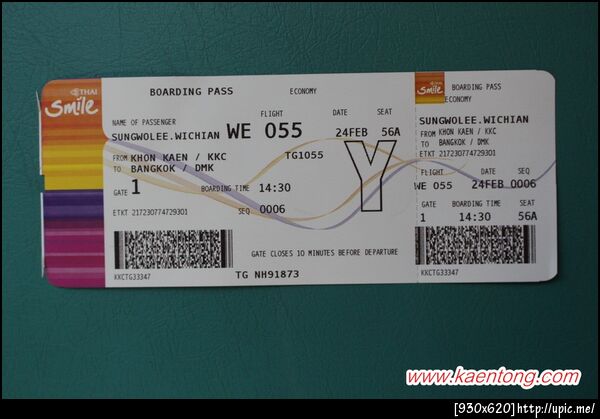 THAI
Smile
BOARDING PASS
ECONOMY
NAME OF PASSENGER
FLIGHT
DATE
SEAT
SUNGWOLEE.WICHIAN
WE 055
24FEB
56A
FROM KHON KAEN / KKC
TG1055
Y
TO BANGKOK / DMK
GATE 1
BOARDING TIME 14:30
ETKT 217230774729301
SEQ 0006
GATE CLOSES 10 MINUTES BEFORE DEPARTURE
KKCTG33347
TG NH91873
THAI
Smile
BOARDING PASS
ECONOMY
SUNGWOLEE.WICHIAN
FROM KHON KAEN / KKC
TO BANGKOK / DMK
ETKT 217230774729301
FLIGHT DATE SEQ
WE 055 24FEB 0006
GATE BOARDING TIME SEAT
1 14:30 56A
KKCTG33347
www.kaentong.com
[930x620]http://upic.me/